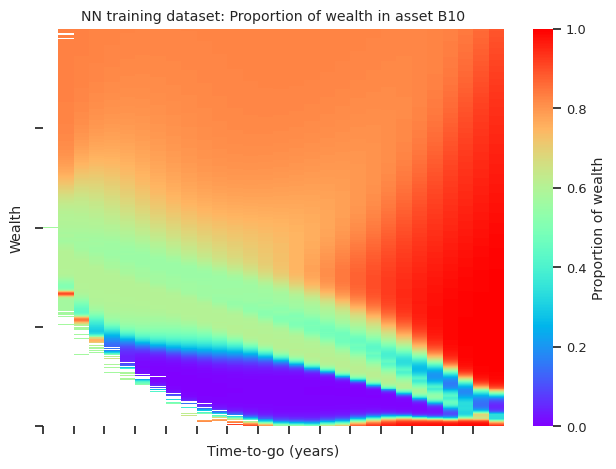 NN training dataset: Proportion of wealth in asset B10
Wealth
Time-to-go (years)
1.0
0.8
0.6
0.4
0.2
0.0
Proportion of wealth